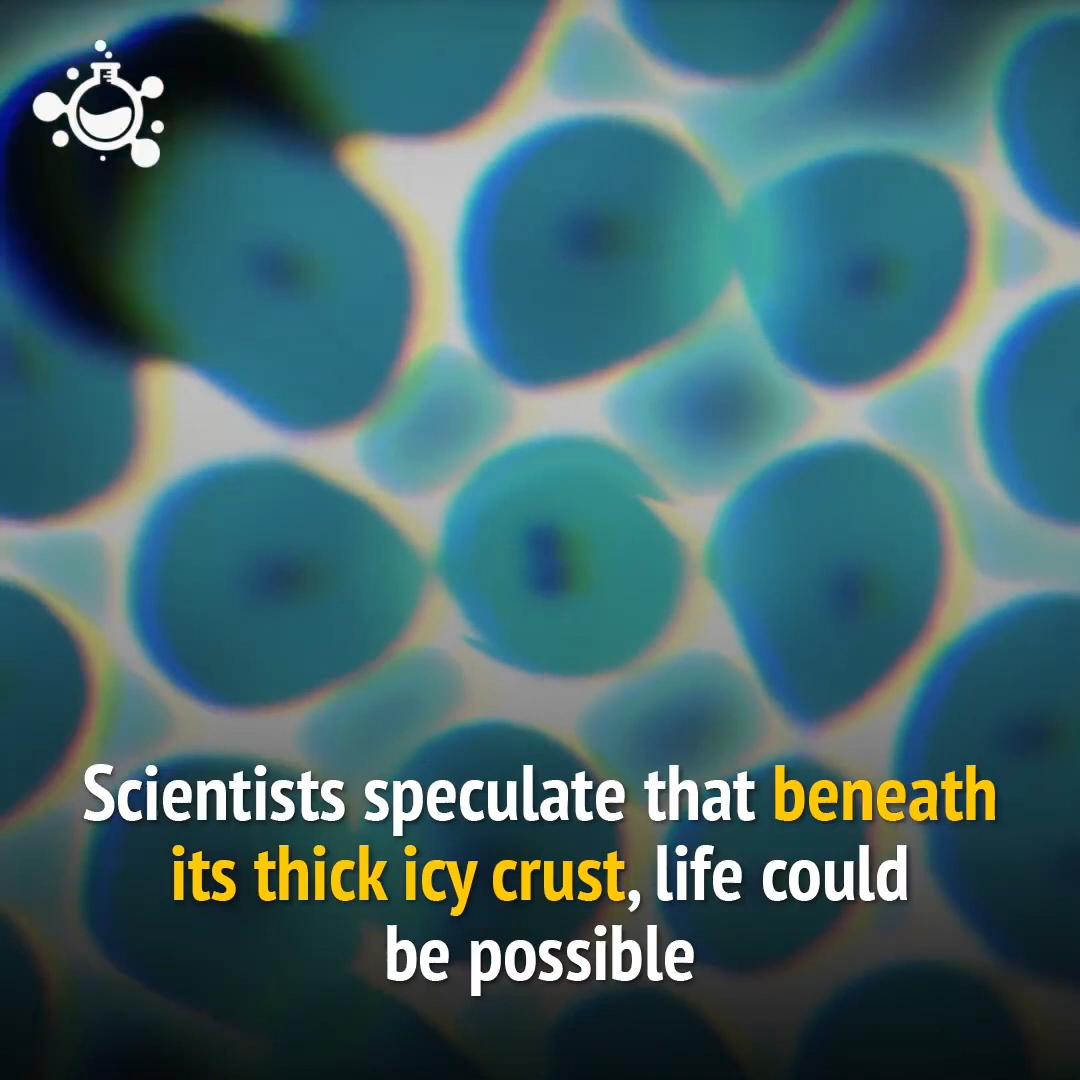 Scientists speculate that beneath
its thick icy crust, life could
be possible